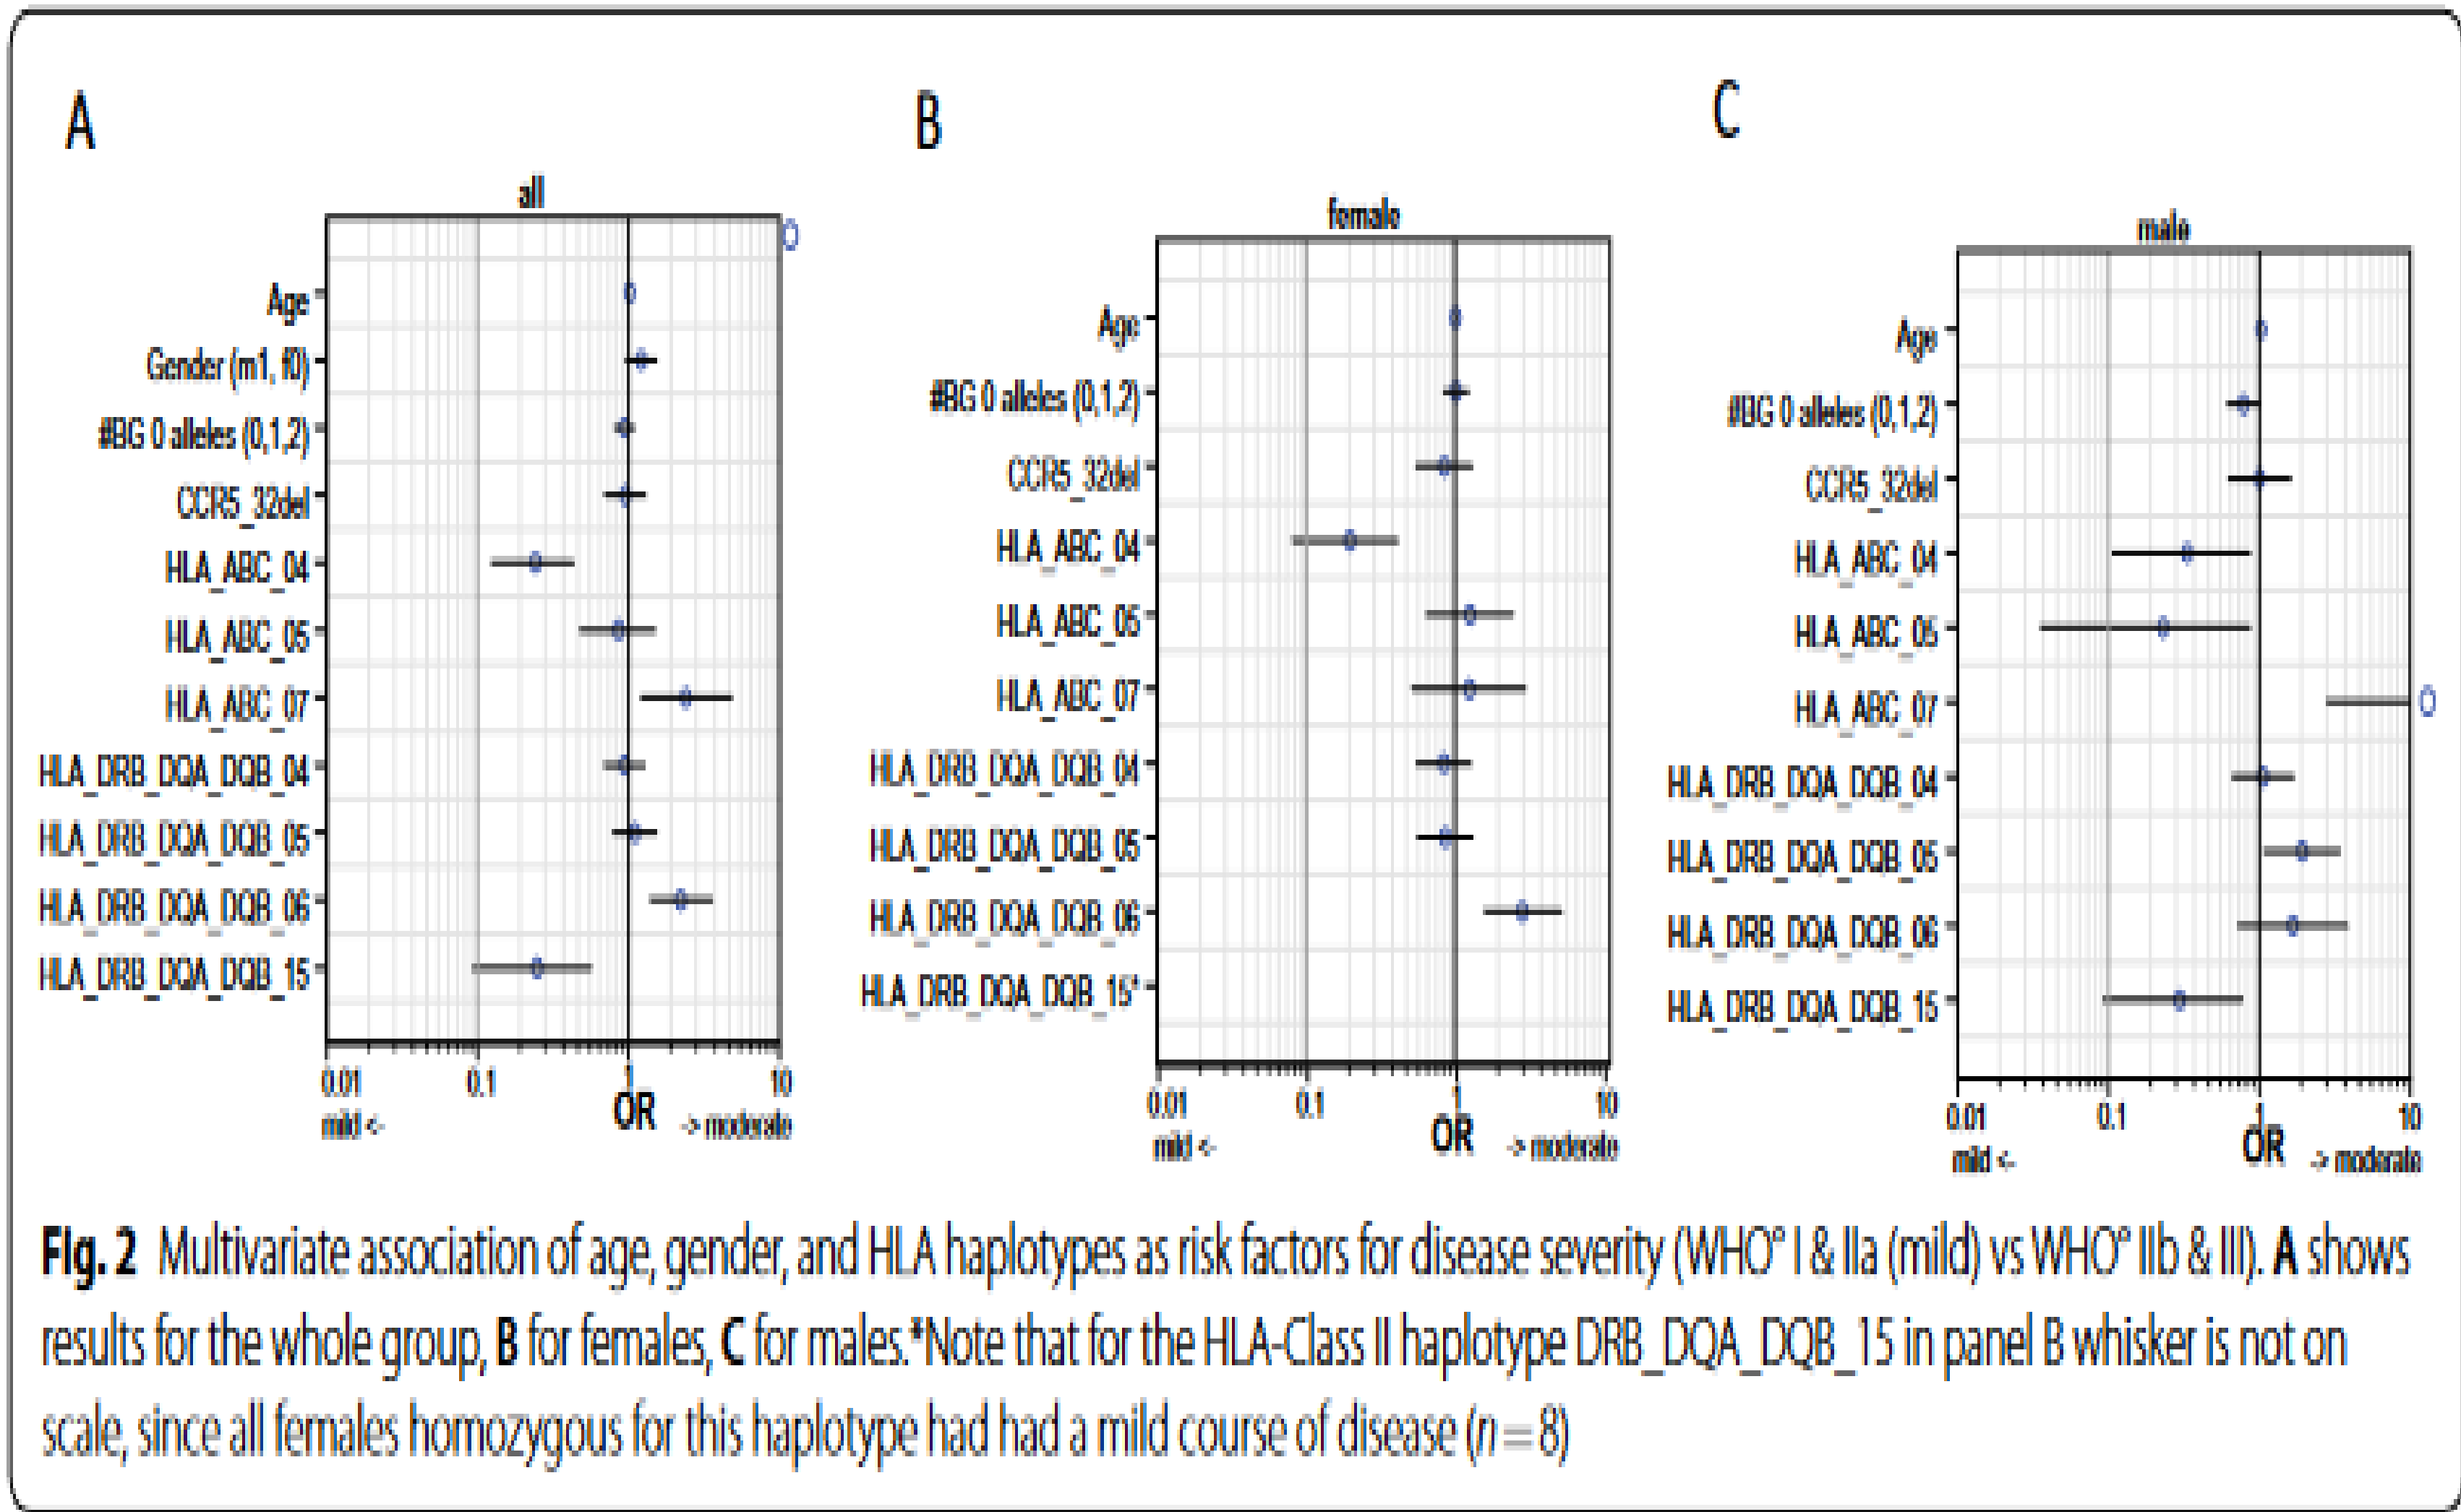 A
all
Age
Gender (m1, f0)
#BG 0 alleles (0,1,2)
CCR5_32del
HLA_ABC_04
HLA_ABC_05
HLA_ABC_07
HLA_DRB_DQA_DQB_04
HLA_DRB_DQA_DQB_05
HLA_DRB_DQA_DQB_06
HLA_DRB_DQA_DQB_15
0.01 0.1 1 10
mild <- OR -> moderate
B
female
Age
#BG 0 alleles (0,1,2)
CCR5_32del
HLA_ABC_04
HLA_ABC_05
HLA_ABC_07
HLA_DRB_DQA_DQB_04
HLA_DRB_DQA_DQB_05
HLA_DRB_DQA_DQB_06
HLA_DRB_DQA_DQB_15*
0.01 0.1 1 10
mild <- OR -> moderate
C
male
Age
#BG 0 alleles (0,1,2)
CCR5_32del
HLA_ABC_04
HLA_ABC_05
HLA_ABC_07
HLA_DRB_DQA_DQB_04
HLA_DRB_DQA_DQB_05
HLA_DRB_DQA_DQB_06
HLA_DRB_DQA_DQB_15
0.01 0.1 1 10
mild <- OR -> moderate
Fig. 2 Multivariate association of age, gender, and HLA haplotypes as risk factors for disease severity (WHO° I & IIa (mild) vs WHO° IIb & III). A shows
results for the whole group, B for females, C for males.*Note that for the HLA-Class II haplotype DRB_DQA_DQB_15 in panel B whisker is not on
scale, since all females homozygous for this haplotype had had a mild course of disease (n = 8)